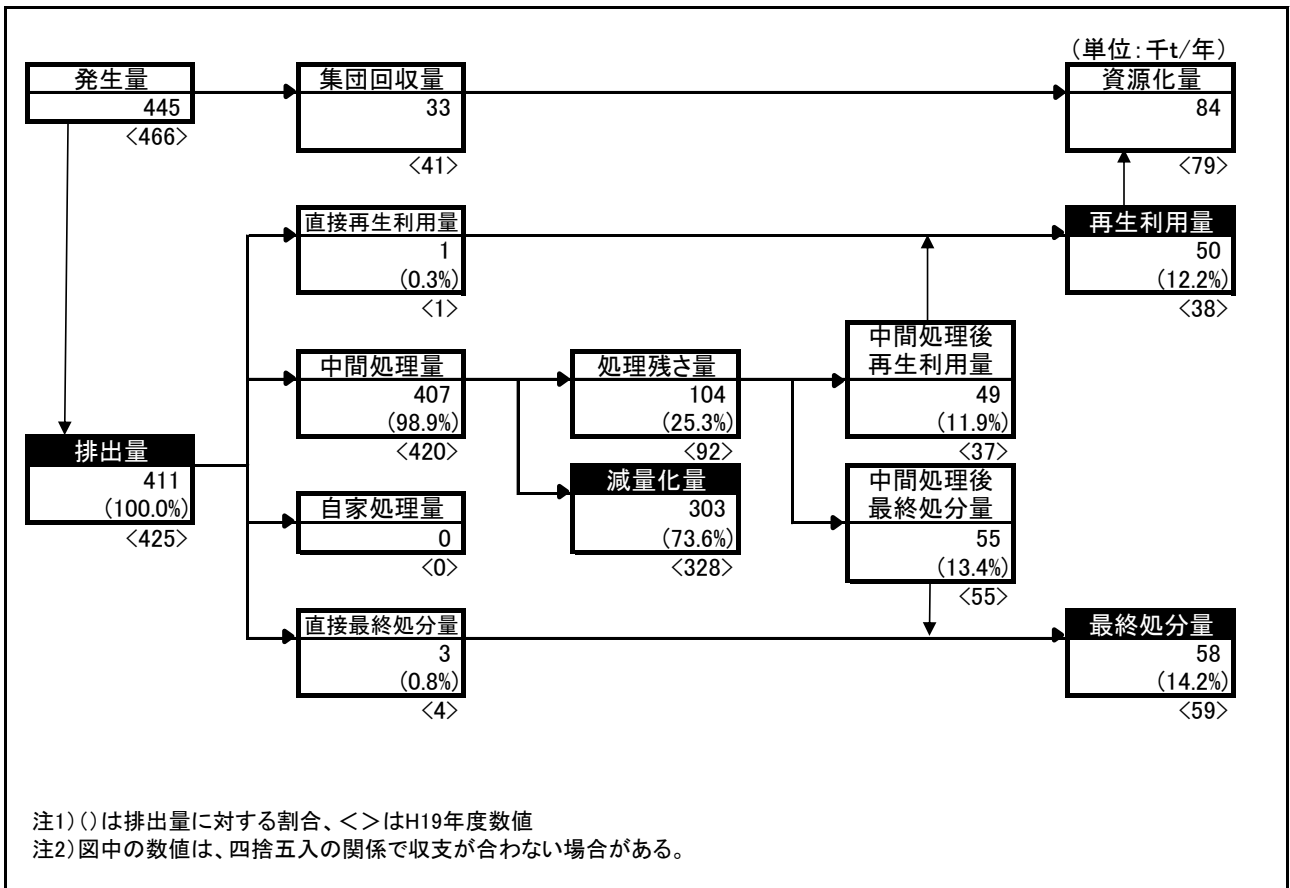 (単位:千t/年)
発生量
445
<466>
集団回収量
33
<41>
資源化量
84
<79>
直接再生利用量
1
(0.3%)
<1>
再生利用量
50
(12.2%)
<38>
中間処理量
407
(98.9%)
<420>
処理残さ量
104
(25.3%)
<92>
中間処理後
再生利用量
49
(11.9%)
<37>
排出量
411
(100.0%)
<425>
減量化量
303
(73.6%)
<328>
中間処理後
最終処分量
55
(13.4%)
<55>
自家処理量
0
<0>
直接最終処分量
3
(0.8%)
<4>
最終処分量
58
(14.2%)
<59>
注1)()は排出量に対する割合、<>はH19年度数値
注2)図中の数値は、四捨五入の関係で収支が合わない場合がある。